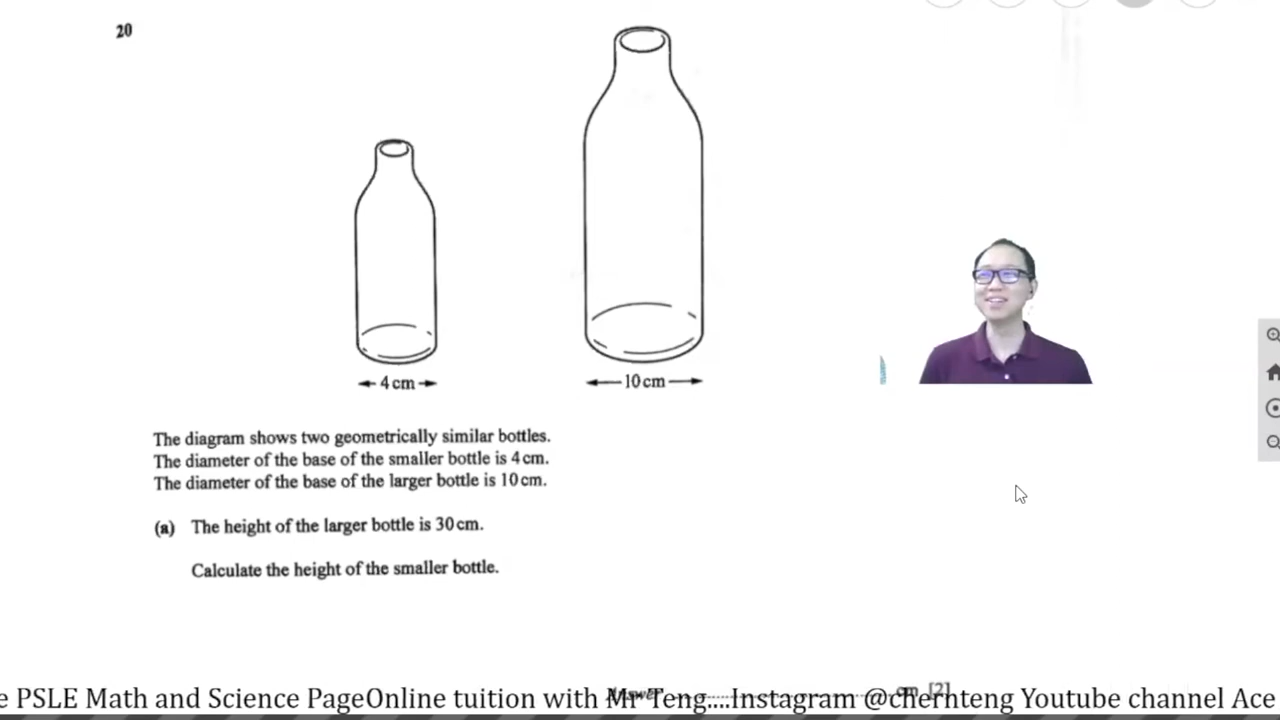 20
4 cm
10 cm
The diagram shows two geometrically similar bottles.
The diameter of the base of the smaller bottle is 4 cm.
The diameter of the base of the larger bottle is 10 cm.
(a) The height of the larger bottle is 30 cm.
Calculate the height of the smaller bottle.
cm [2]
e PSLE Math and Science PageOnline tuition with Mr Teng....Instagram @chernteng Youtube channel Ace